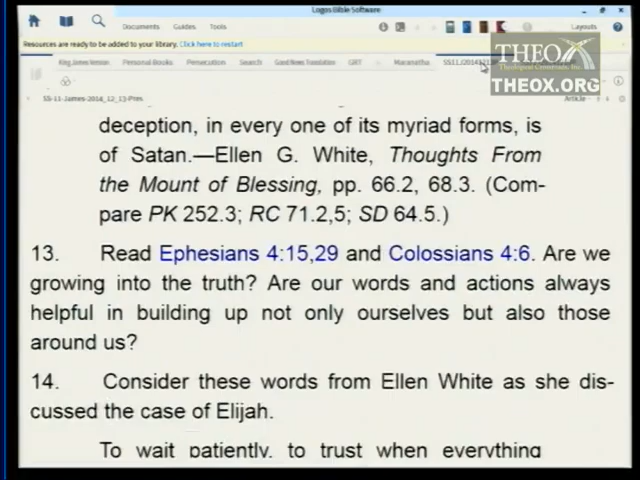 Logos Bible Software
Documents Guides Tools Layouts
Resources are ready to be added to your library. Click here to restart
King James Version Personal Books Persecution Search Good News Translation GRT Maranatha
THEOX
THEOX.ORG
SS-11-James-2014_12_13-Pres Article
deception, in every one of its myriad forms, is
of Satan.—Ellen G. White, Thoughts From
the Mount of Blessing, pp. 66.2, 68.3. (Com-
pare PK 252.3; RC 71.2,5; SD 64.5.)
13. Read Ephesians 4:15,29 and Colossians 4:6. Are we
growing into the truth? Are our words and actions always
helpful in building up not only ourselves but also those
around us?
14. Consider these words from Ellen White as she dis-
cussed the case of Elijah.
To wait patiently, to trust when everything